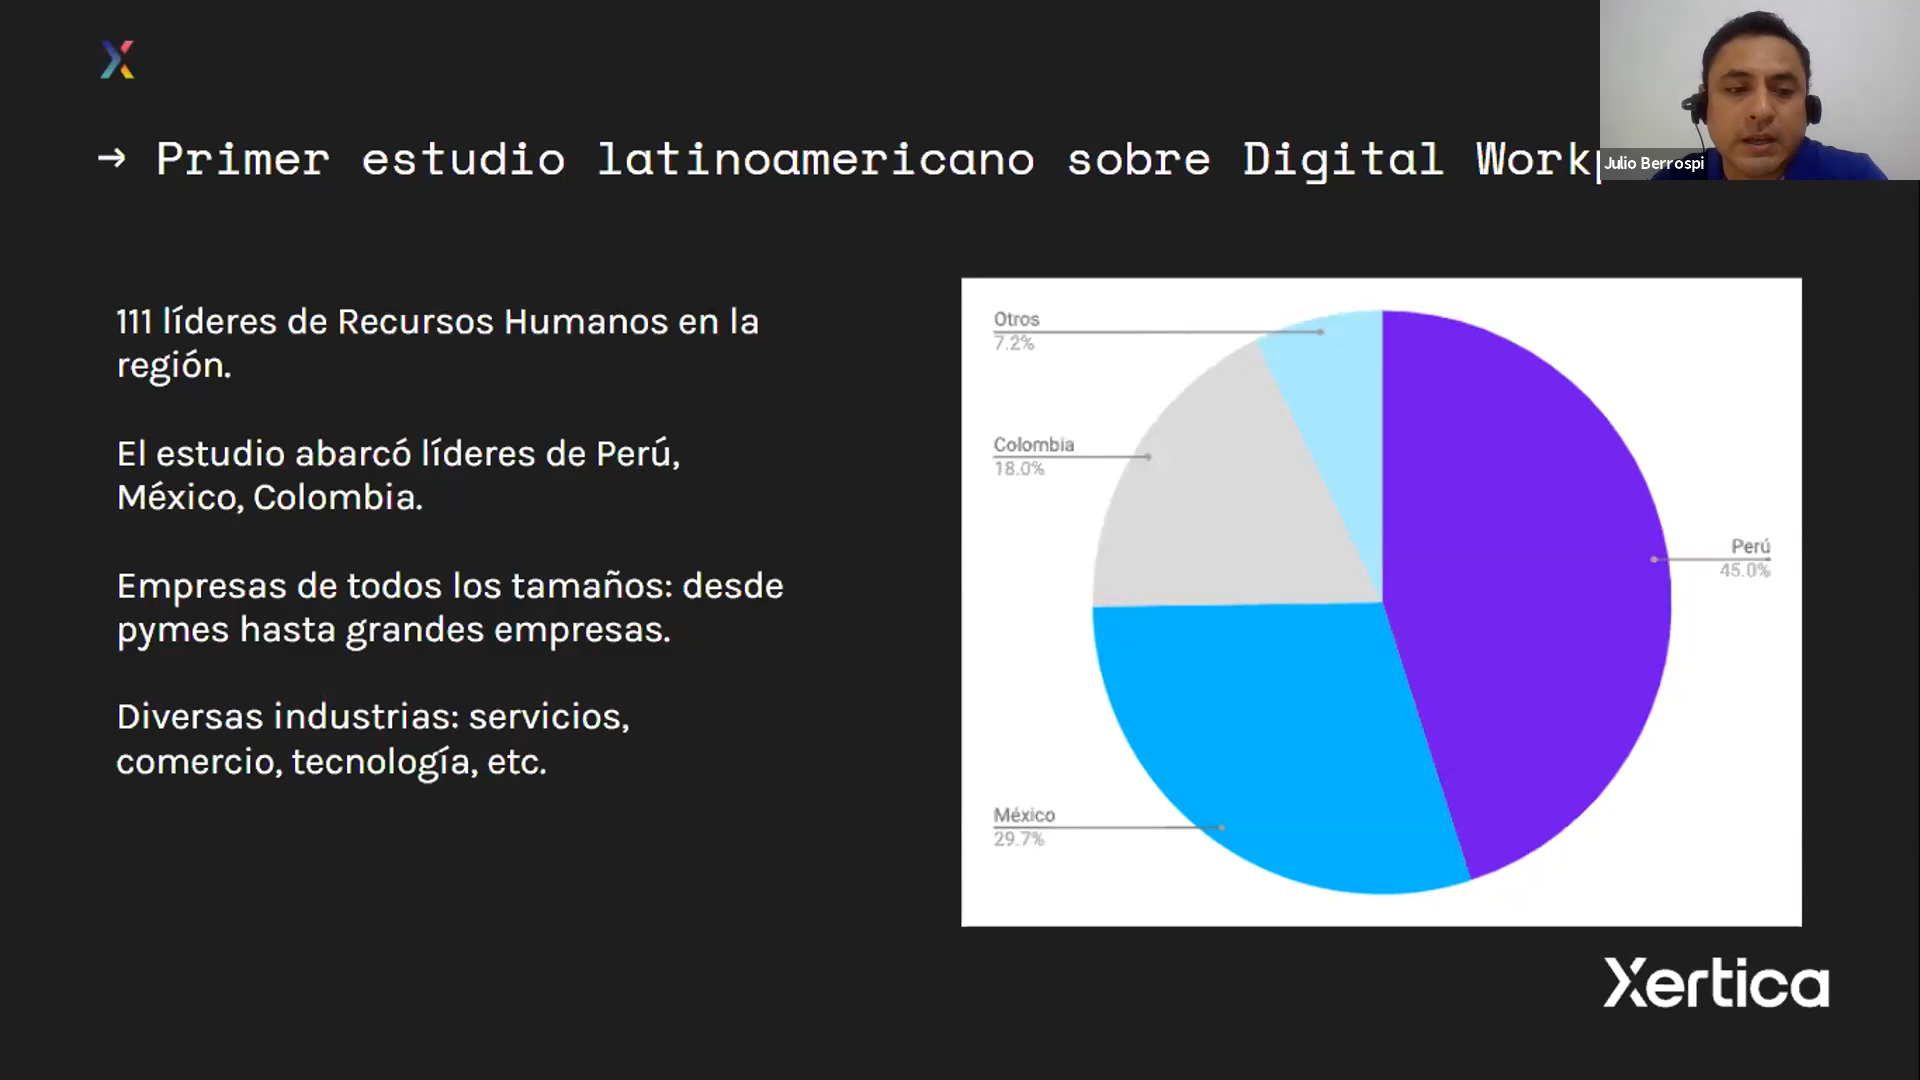 → Primer estudio latinoamericano sobre Digital
Julio Berrospi
111 líderes de Recursos Humanos en la
región.
El estudio abarcó líderes de Perú,
México, Colombia.
Empresas de todos los tamaños: desde
pymes hasta grandes empresas.
Diversas industrias: servicios,
comercio, tecnología, etc.
Otros
7.2%
Colombia
18.0%
Perú
45.0%
México
29.7%
Xertica